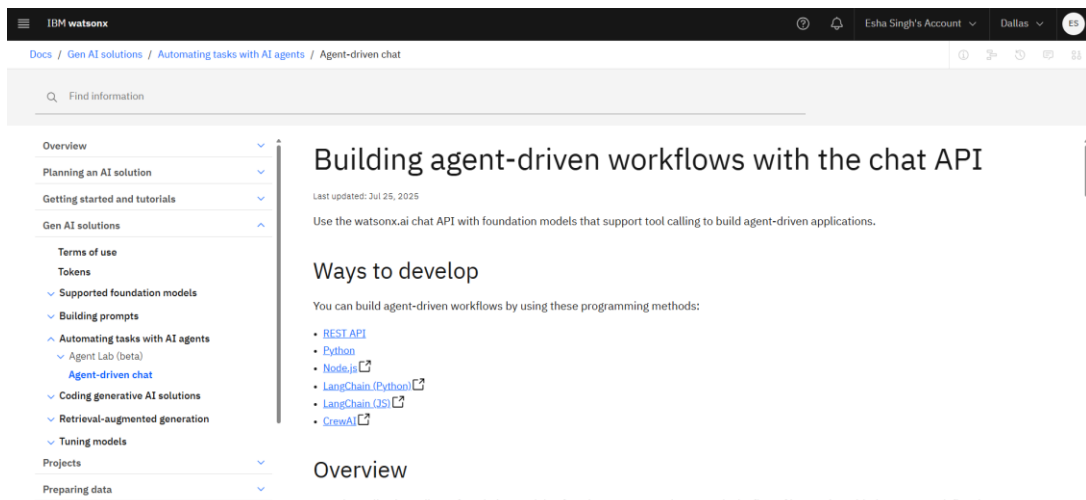 IBM watsonx
Esha Singh's Account
Dallas
ES
Docs / Gen AI solutions / Automating tasks with AI agents / Agent-driven chat
Find information
Overview
Planning an AI solution
Getting started and tutorials
Gen AI solutions
Terms of use
Tokens
Supported foundation models
Building prompts
Automating tasks with AI agents
Agent Lab (beta)
Agent-driven chat
Coding generative AI solutions
Retrieval-augmented generation
Tuning models
Projects
Preparing data
Building agent-driven workflows with the chat API
Last updated: Jul 25, 2025
Use the watsonx.ai chat API with foundation models that support tool calling to build agent-driven applications.
Ways to develop
You can build agent-driven workflows by using these programming methods:
• REST API
• Python
• Node.js
• LangChain (Python)
• LangChain (JS)
• CrewAI
Overview